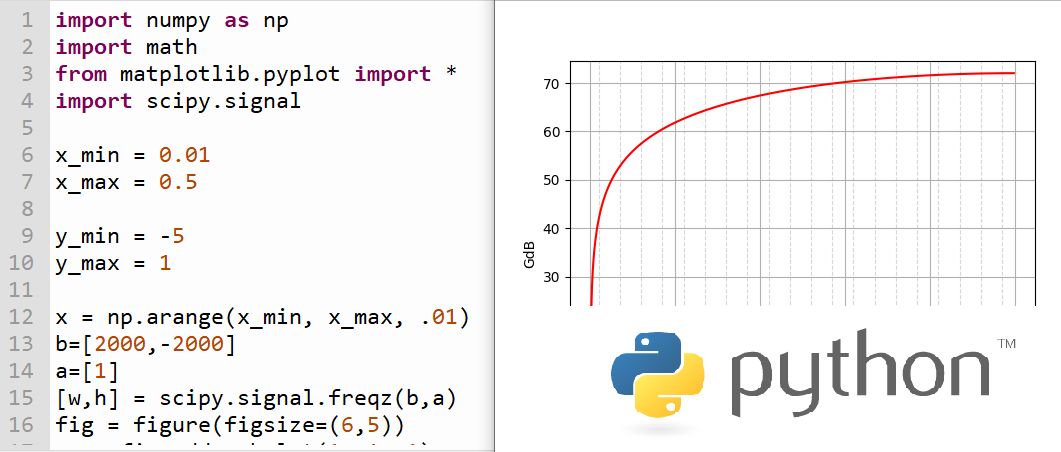 1 import numpy as np
2 import math
3 from matplotlib.pyplot import *
4 import scipy.signal
5
6 x_min = 0.01
7 x_max = 0.5
8
9 y_min = -5
10 y_max = 1
11
12 x = np.arange(x_min, x_max, .01)
13 b=[2000,-2000]
14 a=[1]
15 [w,h] = scipy.signal.freqz(b,a)
16 fig = figure(figsize=(6,5))
70
60
50
40
30
GdB
python TM